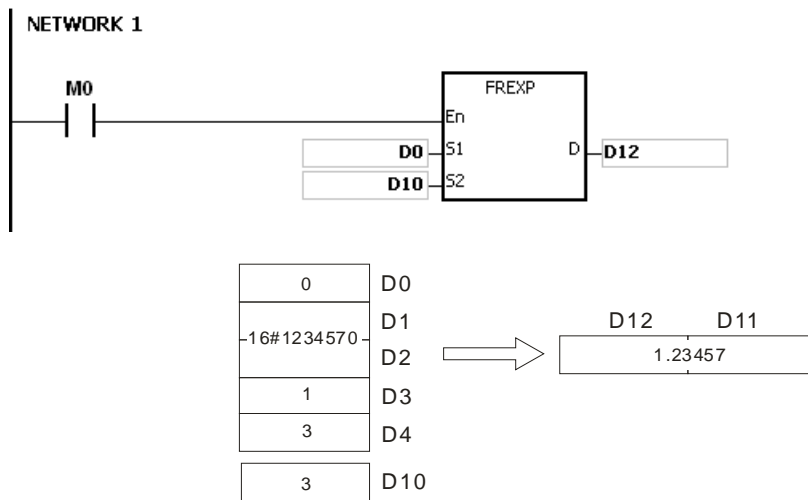 NETWORK 1
M0
FREXP
En
D0 S1 D D12
D10 S2
0 D0
D1 D12 D11
16#1234570 1.23457
D2
1 D3
3 D4
3 D10